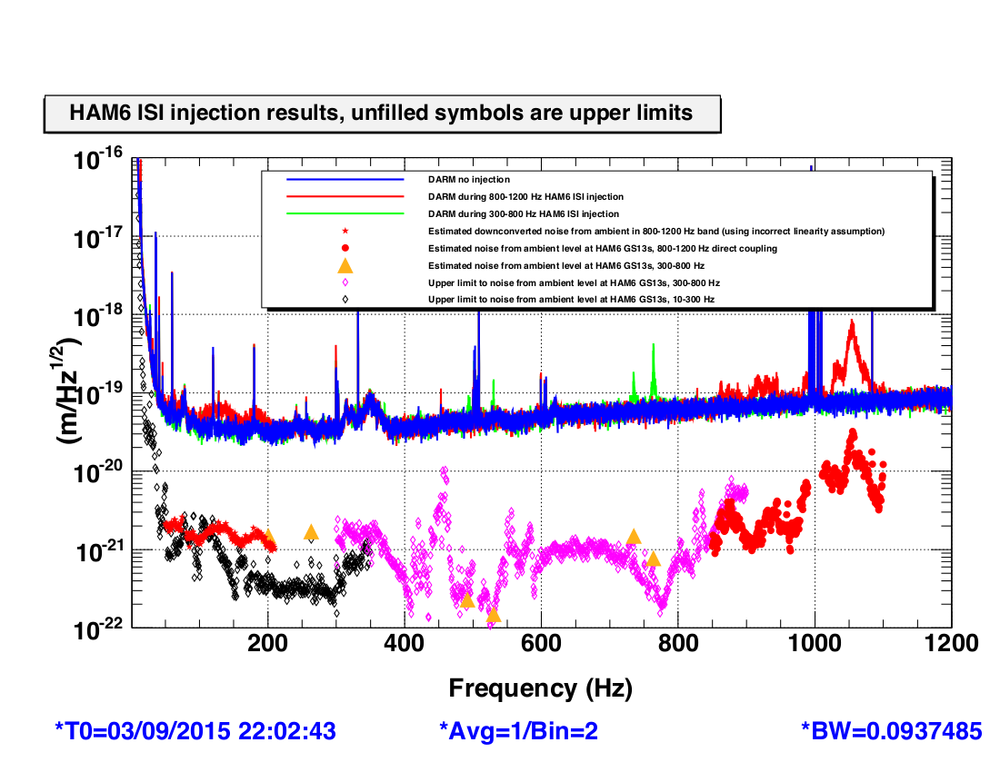 HAM6 ISI injection results, unfilled symbols are upper limits
10-16
10-17
10-18
10-19
10-20
10-21
10-22
(m/Hz1/2)
DARM no injection
DARM during 800-1200 Hz HAM6 ISI injection
DARM during 300-800 Hz HAM6 ISI injection
Estimated downconverted noise from ambient in 800-1200 Hz band (using incorrect linearity assumption)
Estimated noise from ambient level at HAM6 GS13s, 800-1200 Hz direct coupling
Estimated noise from ambient level at HAM6 GS13s, 300-800 Hz
Upper limit to noise from ambient level at HAM6 GS13s, 300-800 Hz
Upper limit to noise from ambient level at HAM6 GS13s, 10-300 Hz
200 400 600 800 1000 1200
Frequency (Hz)
*T0=03/09/2015 22:02:43 *Avg=1/Bin=2 *BW=0.0937485